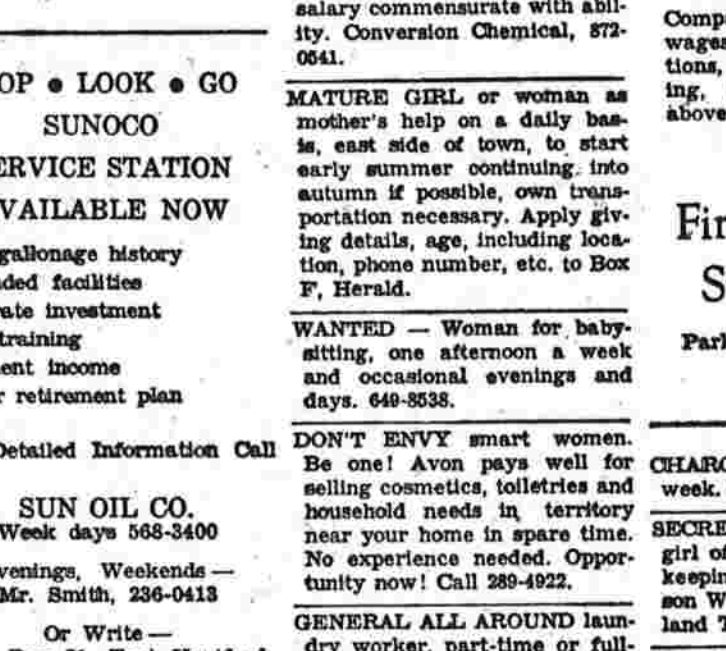 OP • LOOK • GO
SUNOCO
ERVICE STATION
VAILABLE NOW
gallonage history
ded facilities
ate investment
training
ent income
r retirement plan
Detailed Information Call
SUN OIL CO.
Week days 568-3400
venings, Weekends —
Mr. Smith, 236-0413
Or Write —
salary commensurate with abil-
ity. Conversion Chemical, 872-
0541.
MATURE GIRL or woman as
mother's help on a daily bas-
is, east side of town, to start
early summer continuing into
autumn if possible, own trans-
portation necessary. Apply giv-
ing details, age, including loca-
tion, phone number, etc. to Box
F, Herald.
WANTED — Woman for baby-
sitting, one afternoon a week
and occasional evenings and
days. 649-8538.
DON'T ENVY smart women.
Be one! Avon pays well for
selling cosmetics, toiletries and
household needs in territory
near your home in spare time.
No experience needed. Oppor-
tunity now! Call 289-4922.
GENERAL ALL AROUND laun-
dry worker, part-time or full-
Comp
wages
tions,
ing,
above
Fin
S
Park
CHARG
week.
SECRE
girl of
keepin
son W
land T